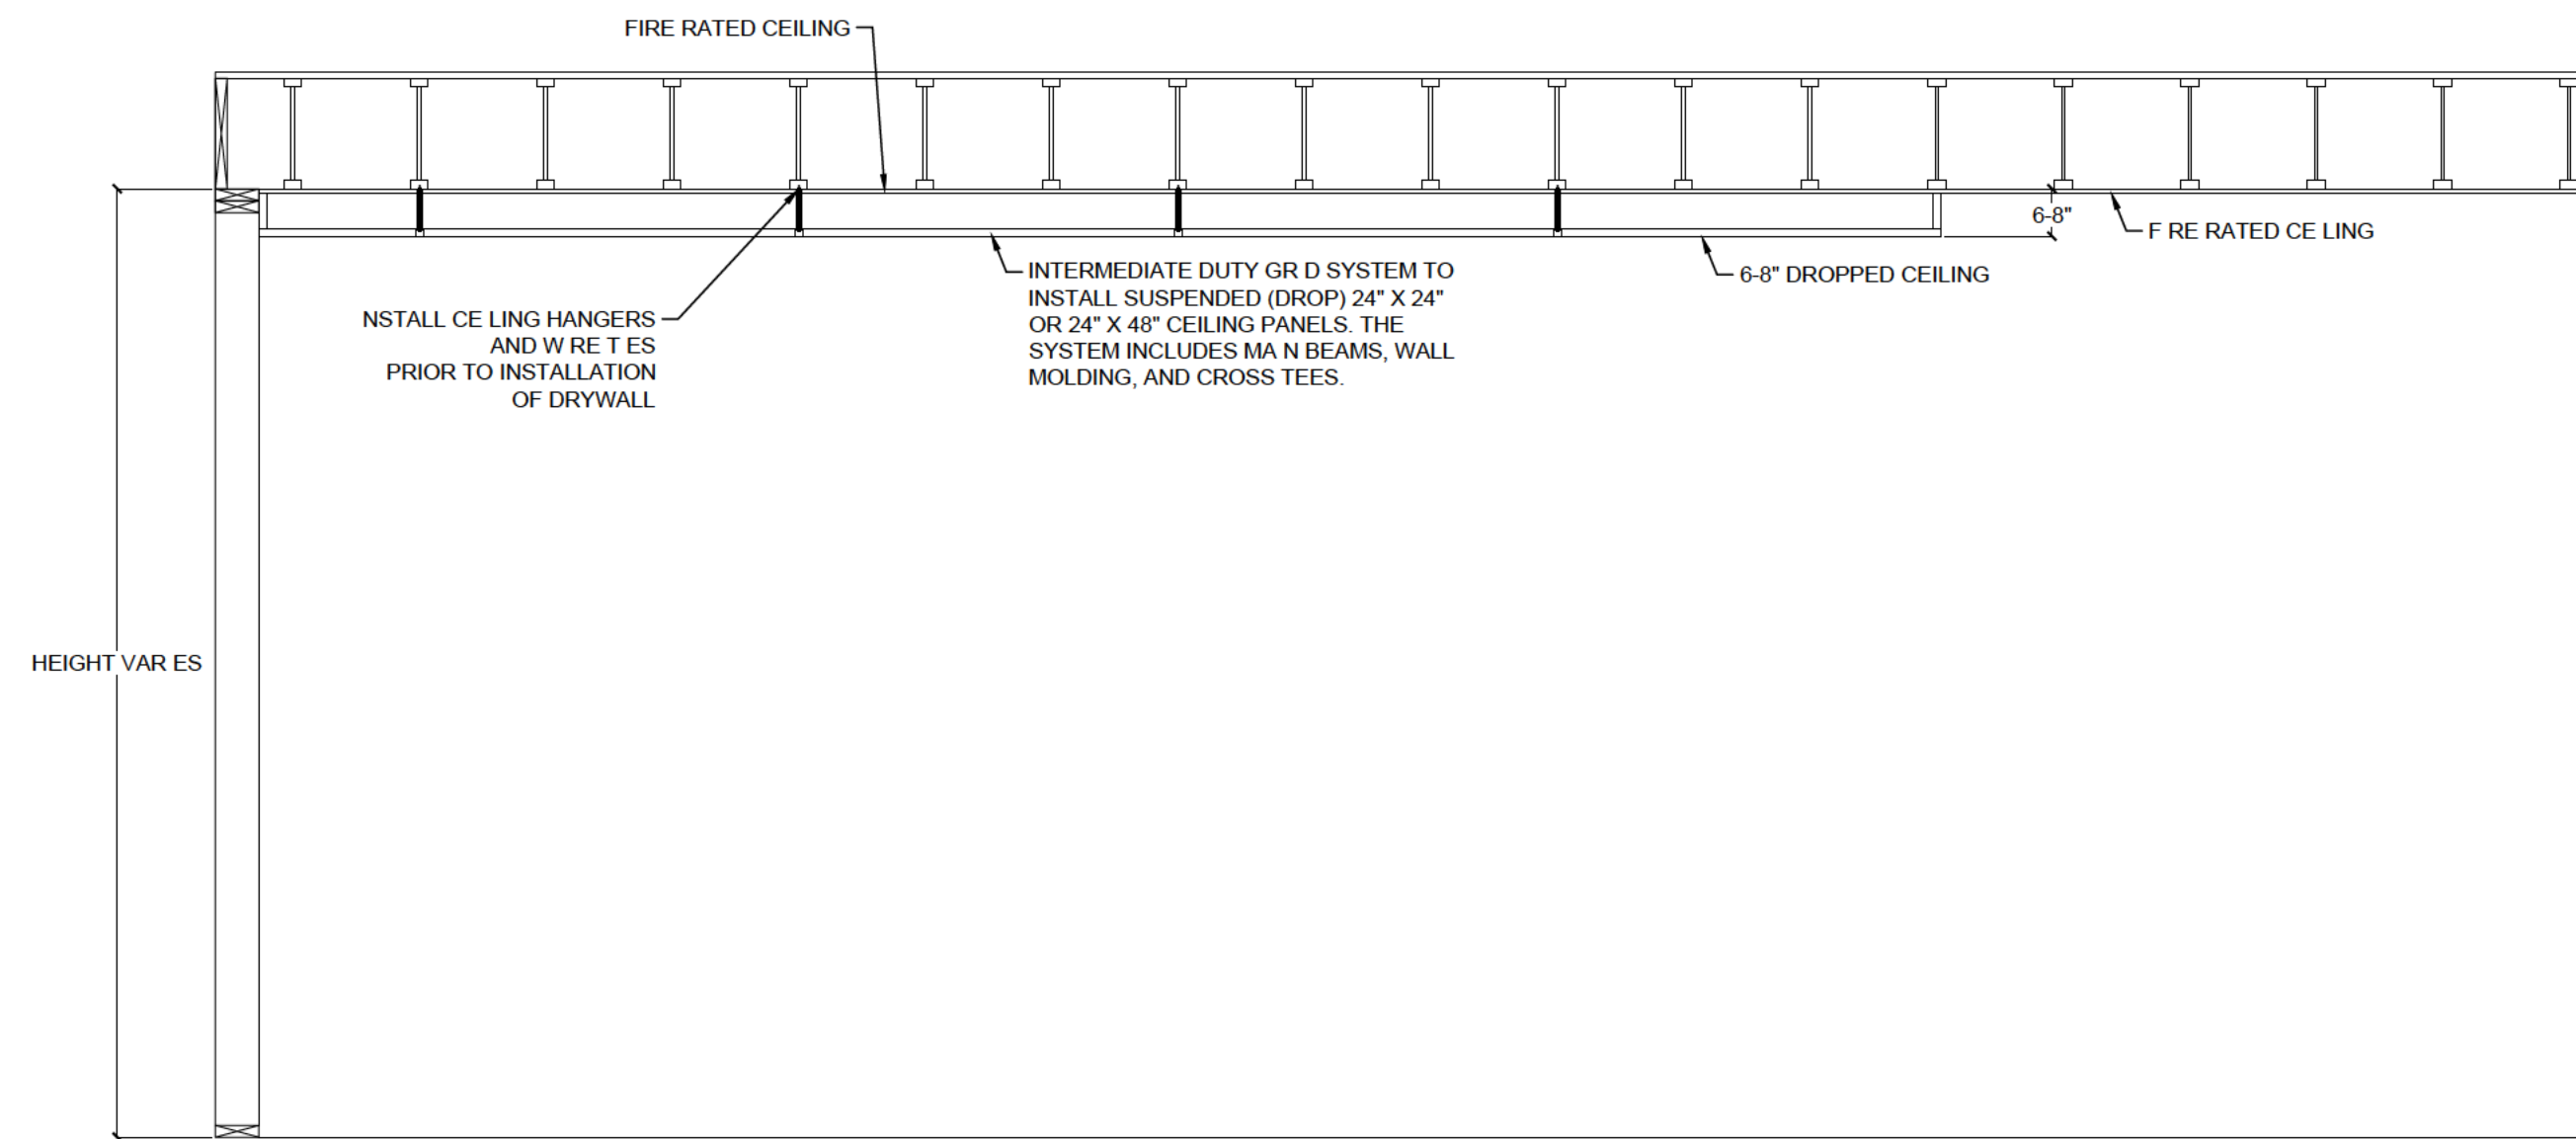 FIRE RATED CEILING
6-8"
F RE RATED CE LING
INTERMEDIATE DUTY GR D SYSTEM TO
INSTALL SUSPENDED (DROP) 24" X 24"
OR 24" X 48" CEILING PANELS. THE
SYSTEM INCLUDES MA N BEAMS, WALL
MOLDING, AND CROSS TEES.
6-8" DROPPED CEILING
NSTALL CE LING HANGERS
AND W RE T ES
PRIOR TO INSTALLATION
OF DRYWALL
HEIGHT VAR ES